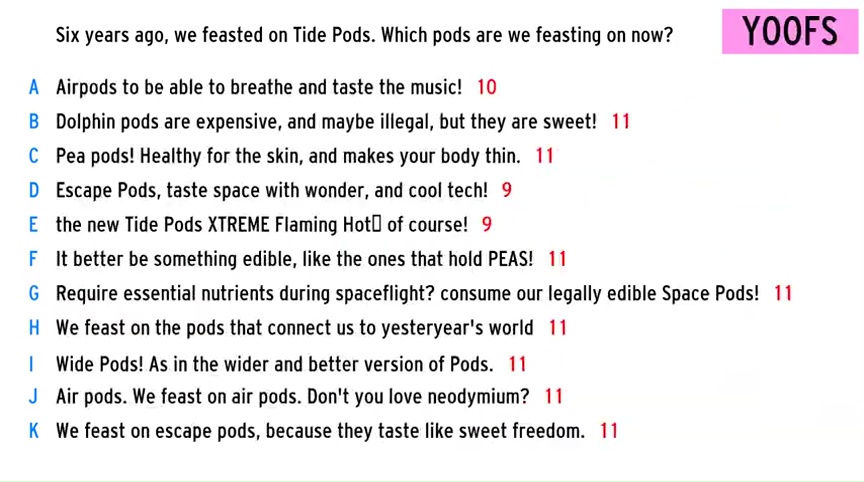 Six years ago, we feasted on Tide Pods. Which pods are we feasting on now?
YOOFS
A Airpods to be able to breathe and taste the music! 10
B Dolphin pods are expensive, and maybe illegal, but they are sweet! 11
C Pea pods! Healthy for the skin, and makes your body thin. 11
D Escape Pods, taste space with wonder, and cool tech! 9
E the new Tide Pods XTREME Flaming Hot▯ of course! 9
F It better be something edible, like the ones that hold PEAS! 11
G Require essential nutrients during spaceflight? consume our legally edible Space Pods! 11
H We feast on the pods that connect us to yesteryear's world 11
I Wide Pods! As in the wider and better version of Pods. 11
J Air pods. We feast on air pods. Don't you love neodymium? 11
K We feast on escape pods, because they taste like sweet freedom. 11